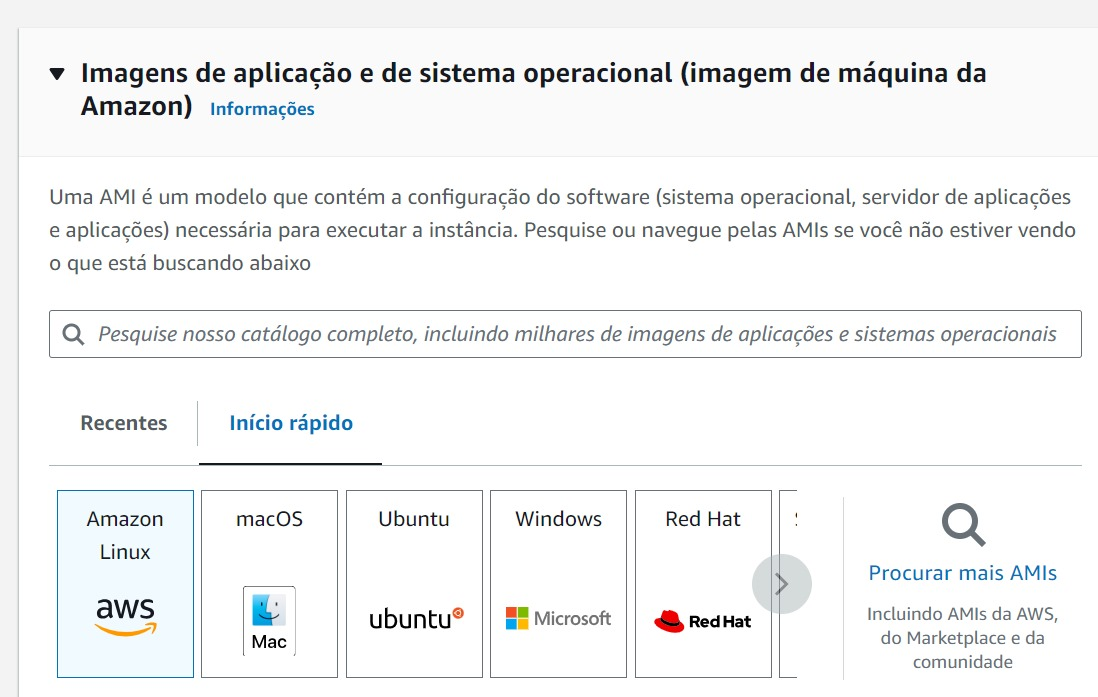 Imagens de aplicação e de sistema operacional (imagem de máquina da
Amazon) Informações
Uma AMI é um modelo que contém a configuração do software (sistema operacional, servidor de aplicações
e aplicações) necessária para executar a instância. Pesquise ou navegue pelas AMIs se você não estiver vendo
o que está buscando abaixo
Pesquise nosso catálogo completo, incluindo milhares de imagens de aplicações e sistemas operacionais
Recentes
Início rápido
Amazon
Linux
aws
macOS
Mac
Ubuntu
ubuntu
Windows
Microsoft
Red Hat
Red Hat
Procurar mais AMIs
Incluindo AMIs da AWS,
do Marketplace e da
comunidade